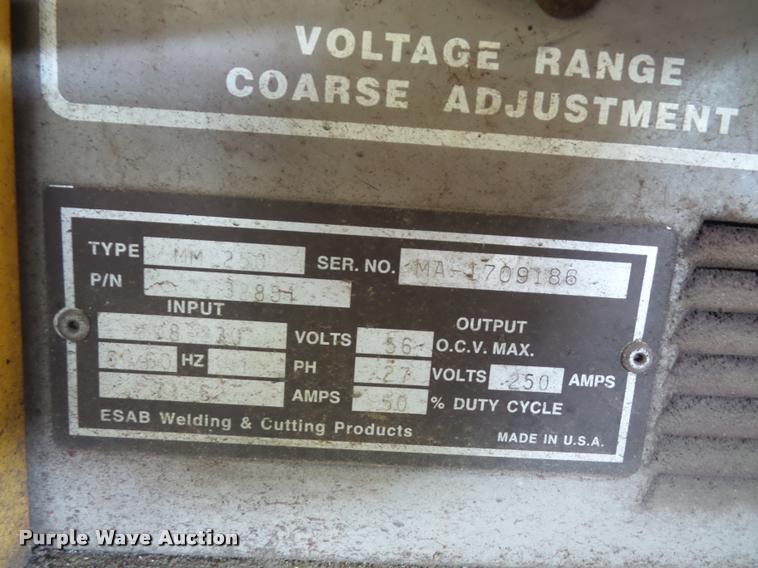 VOLTAGE RANGE
COARSE ADJUSTMENT
TYPE MM 250 SER. NO. MA-1709186
P/N
INPUT OUTPUT
VOLTS 56 O.C.V. MAX.
HZ PH 27 VOLTS 250 AMPS
AMPS 50 % DUTY CYCLE
ESAB Welding & Cutting Products
MADE IN U.S.A.
Purple Wave Auction